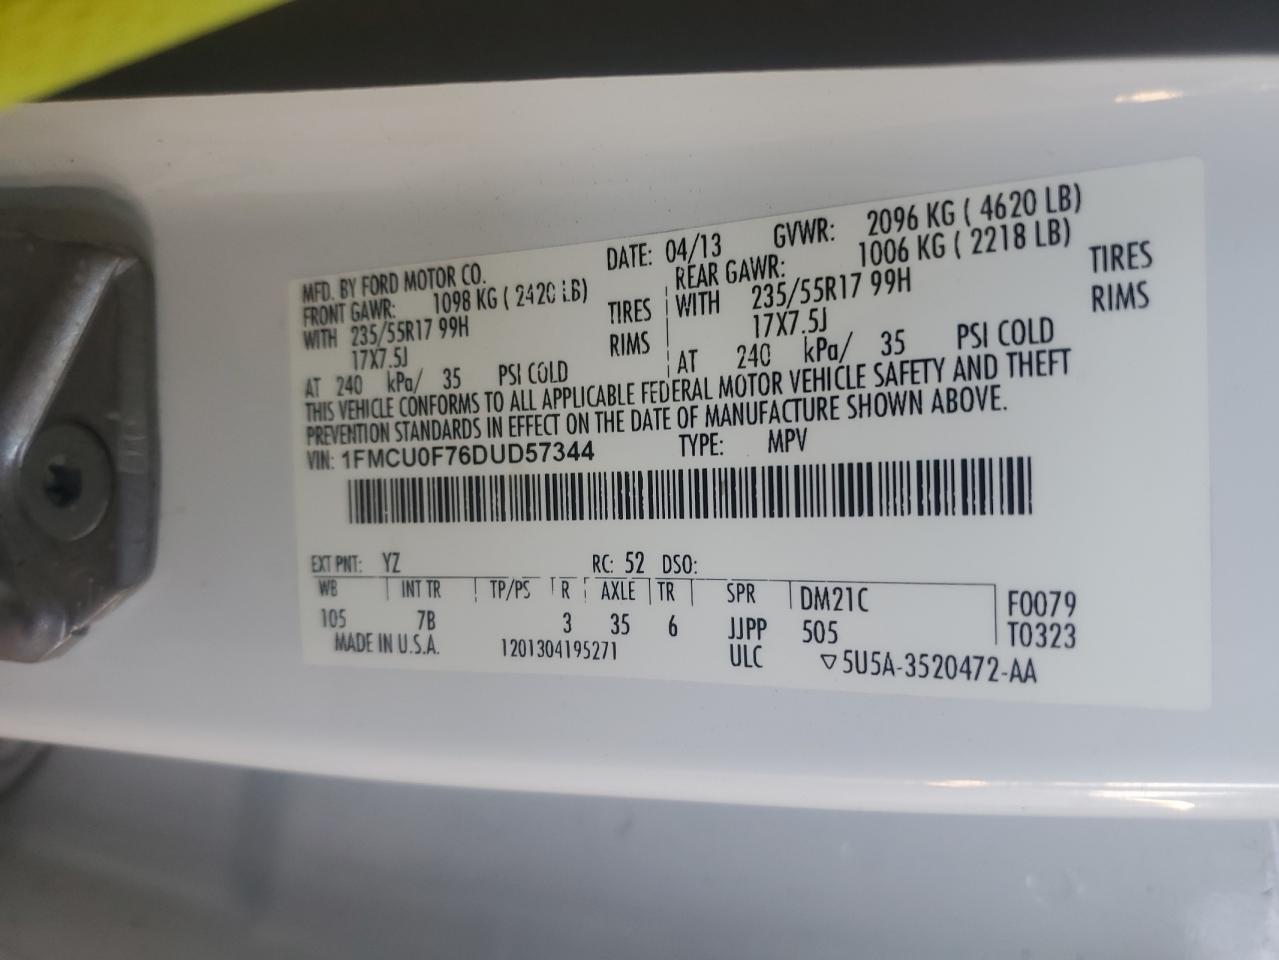 MFD. BY FORD MOTOR CO. DATE: 04/13 GVWR: 2096 KG ( 4620 LB)
FRONT GAWR: 1098 KG ( 2420 LB) REAR GAWR: 1006 KG ( 2218 LB)
WITH 235/55R17 99H TIRES WITH 235/55R17 99H TIRES
17X7.5J RIMS 17X7.5J RIMS
AT 240 kPa/ 35 PSI COLD AT 240 kPa/ 35 PSI COLD
THIS VEHICLE CONFORMS TO ALL APPLICABLE FEDERAL MOTOR VEHICLE SAFETY AND THEFT
PREVENTION STANDARDS IN EFFECT ON THE DATE OF MANUFACTURE SHOWN ABOVE.
VIN: 1FMCU0F76DUD57344 TYPE: MPV
EXT PNT: YZ RC: 52 DSO:
WB INT TR TP/PS R AXLE TR SPR DM21C F0079
105 7B 3 35 6 JJPP 505 T0323
MADE IN U.S.A. 1201304195271 ULC ▽5U5A-3520472-AA